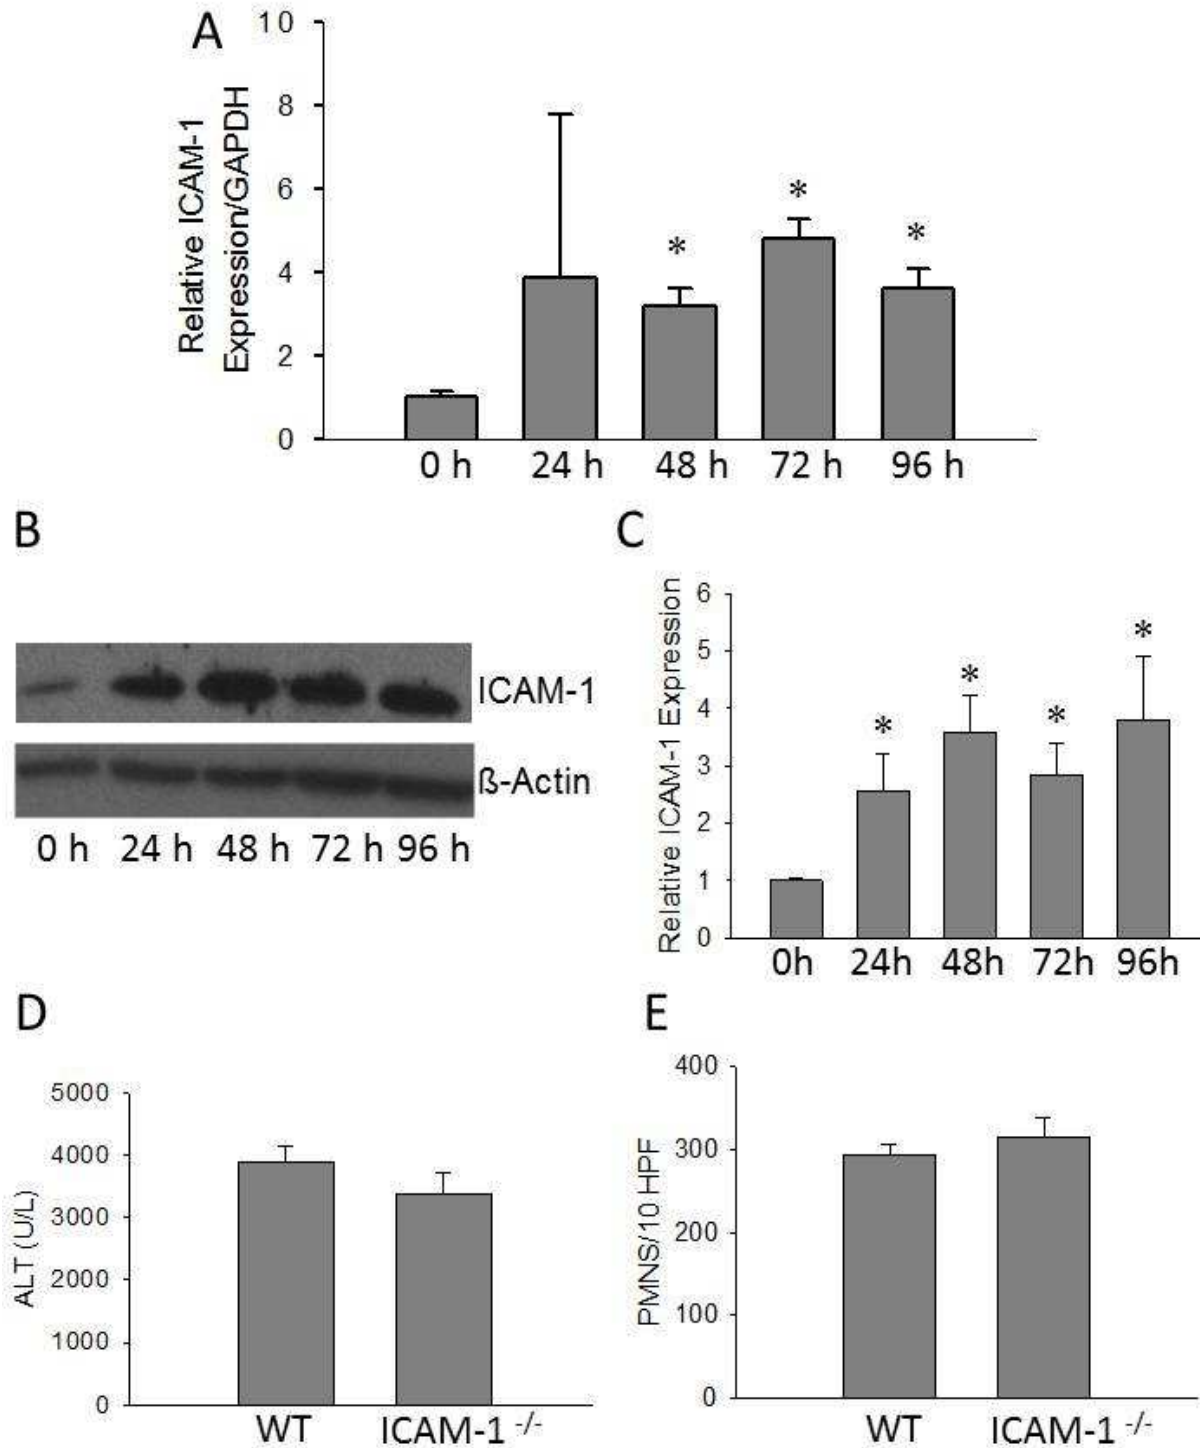 A
10
8
6
4
2
0
Relative ICAM-1
Expression/GAPDH
*
*
*
0 h 24 h 48 h 72 h 96 h
B
ICAM-1
ß-Actin
0 h 24 h 48 h 72 h 96 h
C
6
5
4
3
2
1
0
Relative ICAM-1 Expression
*
*
*
*
0h 24h 48h 72h 96h
D
5000
4000
3000
2000
1000
0
ALT (U/L)
WT ICAM-1 -/-
E
400
300
200
100
0
PMNS/10 HPF
WT ICAM-1 -/-